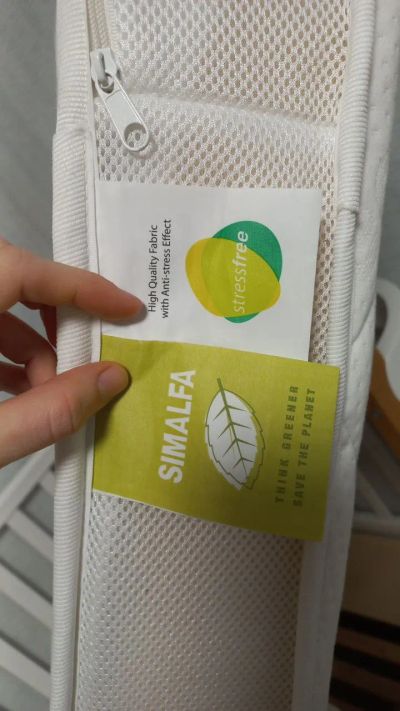 High Quality Fabric
with Anti-stress Effect
stressfree
SIMALFA
THINK GREENER
SAVE THE PLANET